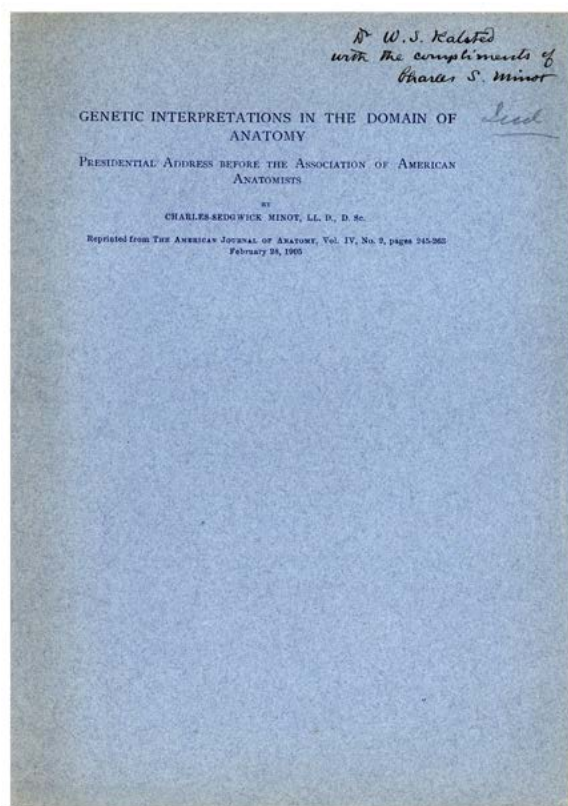 Dr W. S. Halsted
with the compliments of
Charles S. Minot
GENETIC INTERPRETATIONS IN THE DOMAIN OF
ANATOMY
PRESIDENTIAL ADDRESS BEFORE THE ASSOCIATION OF AMERICAN
ANATOMISTS
BY
CHARLES SEDGWICK MINOT, LL. D., D. Sc.
Reprinted from THE AMERICAN JOURNAL OF ANATOMY, Vol. IV, No. 2, pages 245-263
February 28, 1905